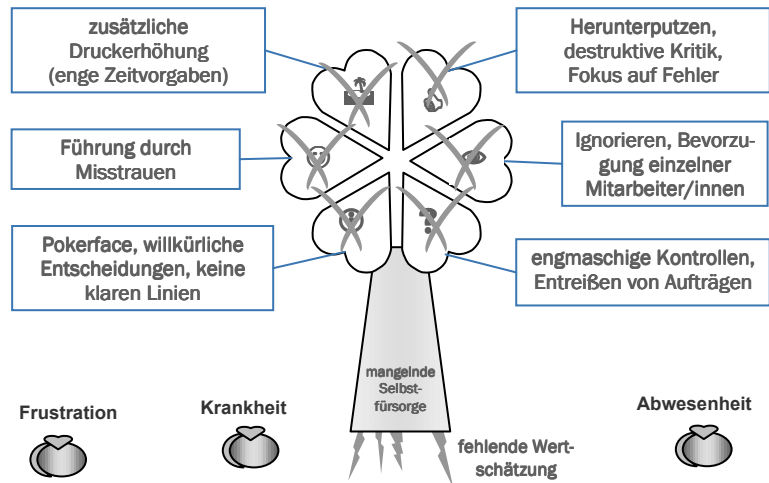 zusätzliche
Druckerhöhung
(enge Zeitvorgaben)
Herunterputzen,
destruktive Kritik,
Fokus auf Fehler
Führung durch
Misstrauen
Ignorieren, Bevorzu-
gung einzelner
Mitarbeiter/innen
Pokerface, willkürliche
Entscheidungen, keine
klaren Linien
engmaschige Kontrollen,
Entreißen von Aufträgen
mangelnde
Selbst-
fürsorge
Frustration
Krankheit
Abwesenheit
fehlende Wert-
schätzung